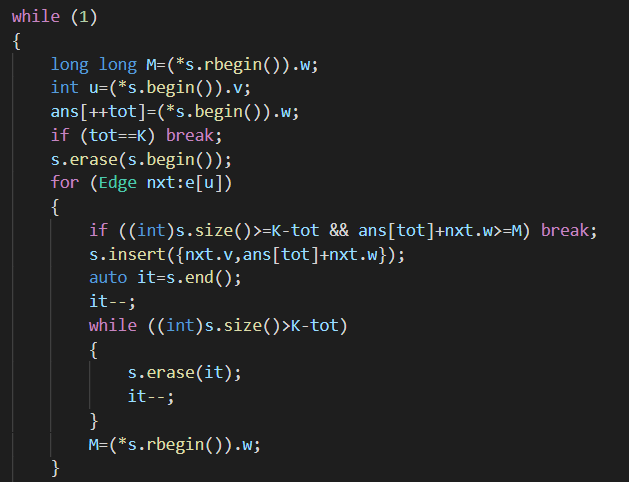 while (1)
{
long long M=(*s.rbegin()).w;
int u=(*s.begin()).v;
ans[++tot]=(*s.begin()).w;
if (tot==K) break;
s.erase(s.begin());
for (Edge nxt:e[u])
{
if ((int)s.size()>=K-tot && ans[tot]+nxt.w>=M) break;
s.insert({nxt.v,ans[tot]+nxt.w});
auto it=s.end();
it--;
while ((int)s.size()>K-tot)
{
s.erase(it);
it--;
}
M=(*s.rbegin()).w;
}